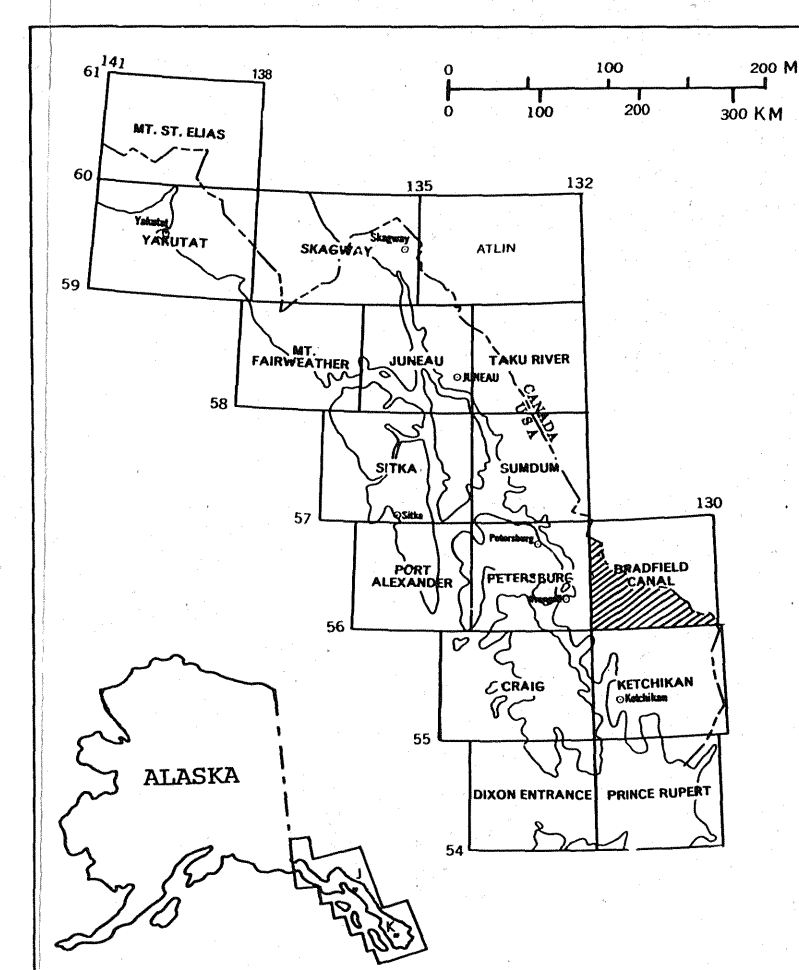 61
141
138
0 100 200 M
0 100 200 300 KM
MT. ST. ELIAS
60
135
132
Yakutat
YAKUTAT
SKAGWAY
Skagway
ATLIN
59
MT.
FAIRWEATHER
JUNEAU
JUNEAU
TAKU RIVER
58
CANADA
USA
SITKA
Sitka
SUMDUM
57
130
PORT
ALEXANDER
Petersburg
PETERSBURG
BRADFIELD
CANAL
56
CRAIG
KETCHIKAN
Ketchikan
55
DIXON ENTRANCE
PRINCE RUPERT
54
ALASKA
J
K